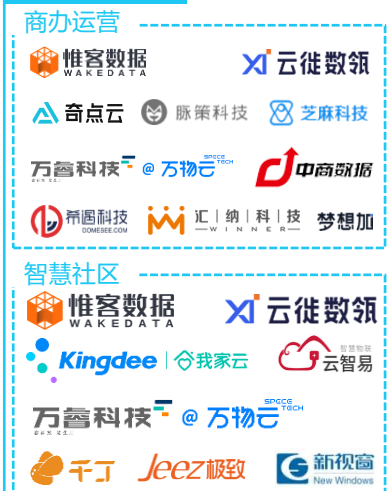 商办运营
惟客数据
WAKEDATA
云徙数瓴
奇点云
脉策科技
芝麻科技
万睿科技 @ 万物云
SPACE
TECH
中商数据
希遇科技
DOMESEE.COM
汇|纳|科|技
WINNER
梦想加
智慧社区
惟客数据
WAKEDATA
云徙数瓴
Kingdee | 我家云
智慧物联
云智易
万睿科技 @ 万物云
SPACE
TECH
千丁
Jeez极致
新视窗
New Windows